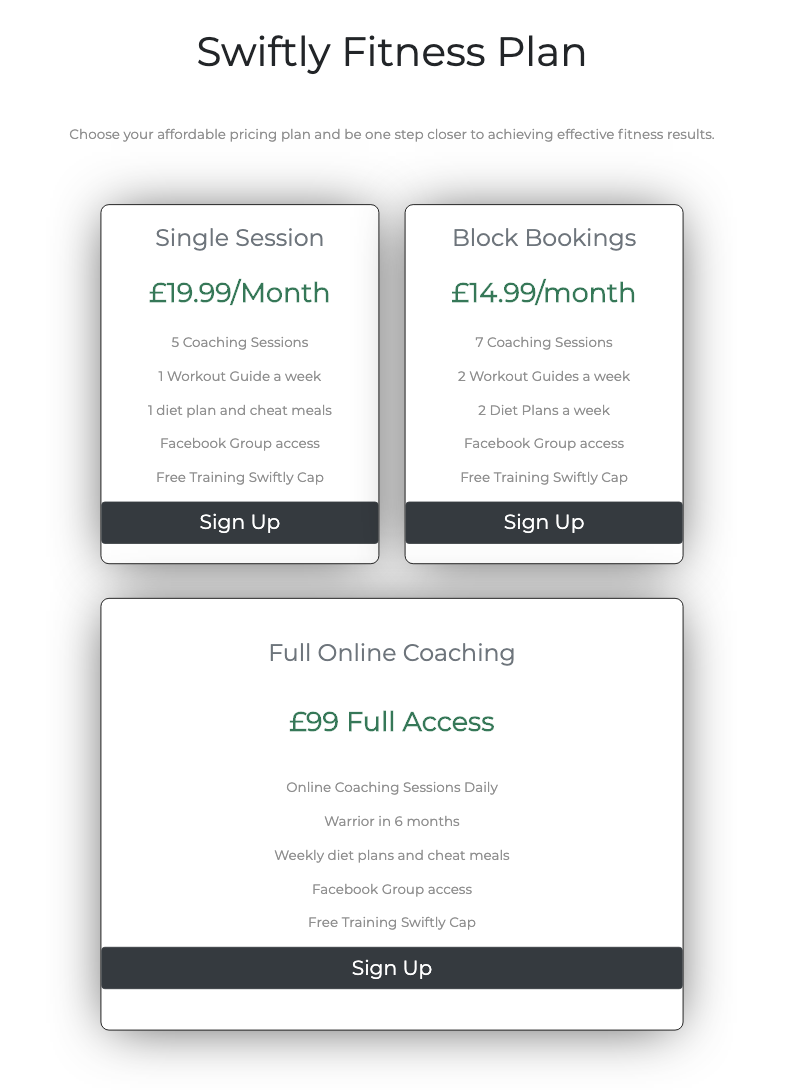 Swiftly Fitness Plan
Choose your affordable pricing plan and be one step closer to achieving effective fitness results.
Single Session
£19.99/Month
5 Coaching Sessions
1 Workout Guide a week
1 diet plan and cheat meals
Facebook Group access
Free Training Swiftly Cap
Sign Up
Block Bookings
£14.99/month
7 Coaching Sessions
2 Workout Guides a week
2 Diet Plans a week
Facebook Group access
Free Training Swiftly Cap
Sign Up
Full Online Coaching
£99 Full Access
Online Coaching Sessions Daily
Warrior in 6 months
Weekly diet plans and cheat meals
Facebook Group access
Free Training Swiftly Cap
Sign Up